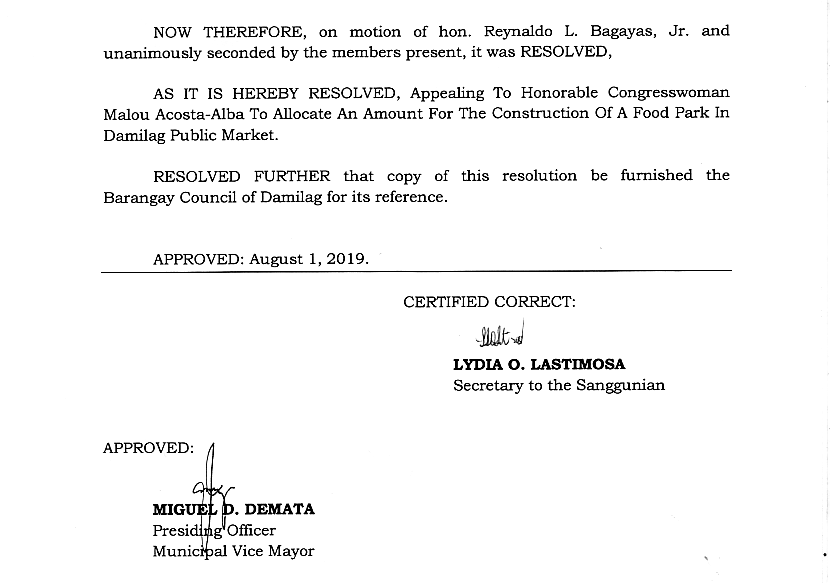 NOW THEREFORE, on motion of hon. Reynaldo L. Bagayas, Jr. and
unanimously seconded by the members present, it was RESOLVED,
AS IT IS HEREBY RESOLVED, Appealing To Honorable Congresswoman
Malou Acosta-Alba To Allocate An Amount For The Construction Of A Food Park In
Damilag Public Market.
RESOLVED FURTHER that copy of this resolution be furnished the
Barangay Council of Damilag for its reference.
APPROVED: August 1, 2019.
CERTIFIED CORRECT:
LYDIA O. LASTIMOSA
Secretary to the Sanggunian
APPROVED:
MIGUEL D. DEMATA
Presiding Officer
Municipal Vice Mayor